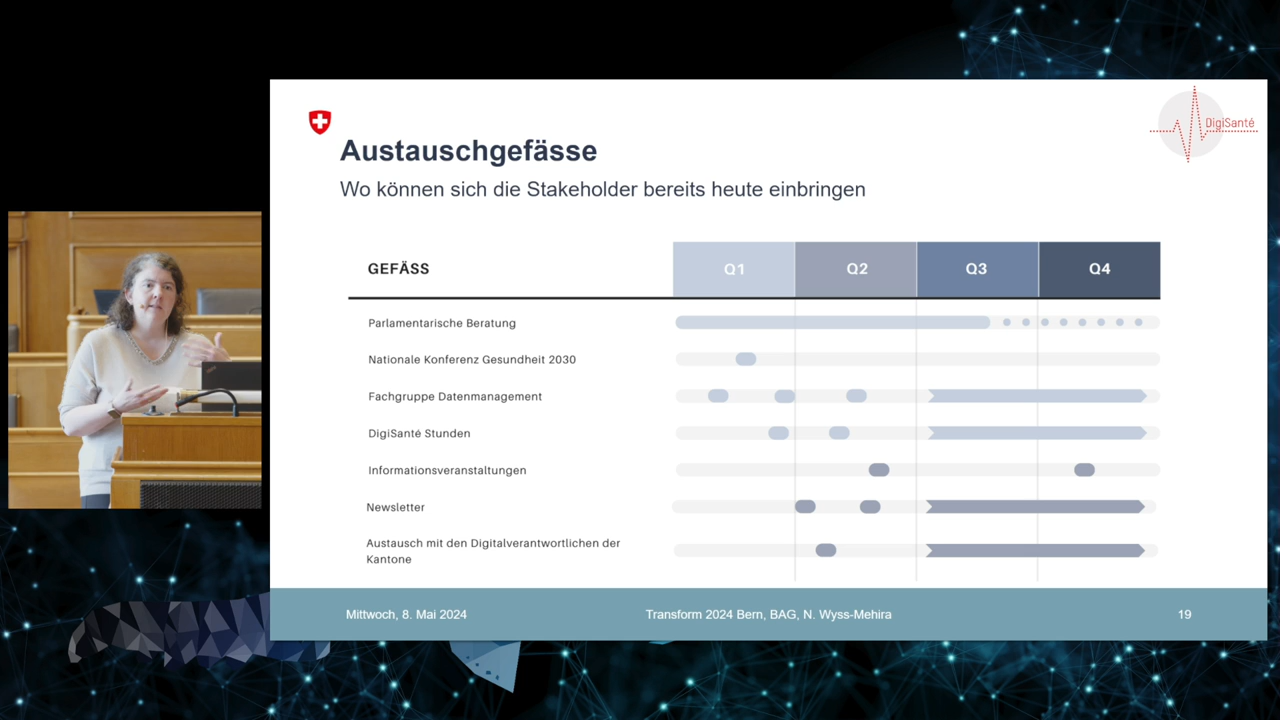 DigiSanté
Austauschgefässe
Wo können sich die Stakeholder bereits heute einbringen
GEFÄSS Q1 Q2 Q3 Q4
Parlamentarische Beratung
Nationale Konferenz Gesundheit 2030
Fachgruppe Datenmanagement
DigiSanté Stunden
Informationsveranstaltungen
Newsletter
Austausch mit den Digitalverantwortlichen der
Kantone
Mittwoch, 8. Mai 2024 Transform 2024 Bern, BAG, N. Wyss-Mehira 19